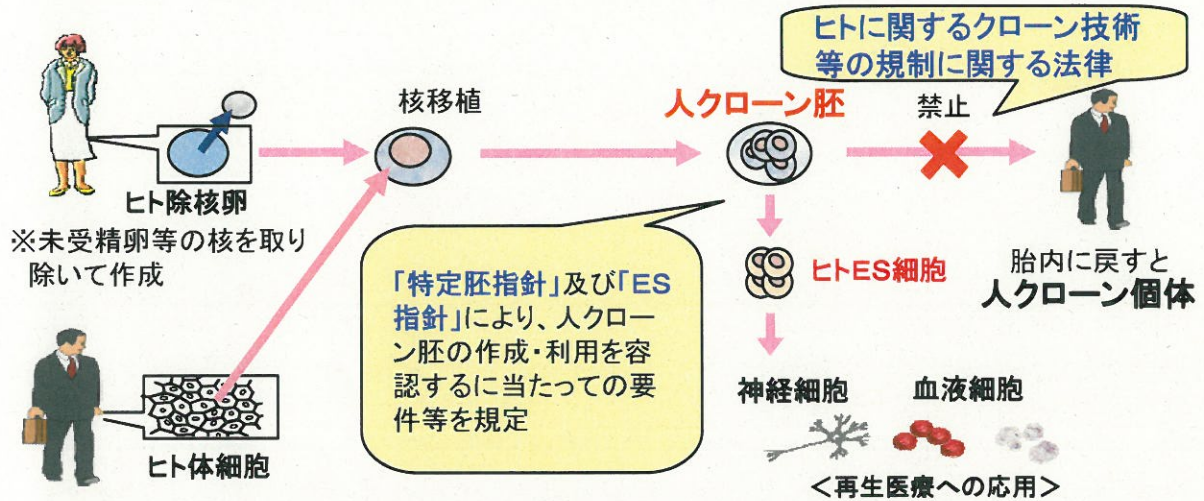 ヒトに関するクローン技術
等の規制に関する法律
核移植
人クローン胚
禁止
ヒト除核卵
※未受精卵等の核を取り
除いて作成
「特定胚指針」及び「ES
指針」により、人クロー
ン胚の作成・利用を容
認するに当たっての要
件等を規定
ヒトES細胞
胎内に戻すと
人クローン個体
神経細胞
血液細胞
ヒト体細胞
<再生医療への応用>